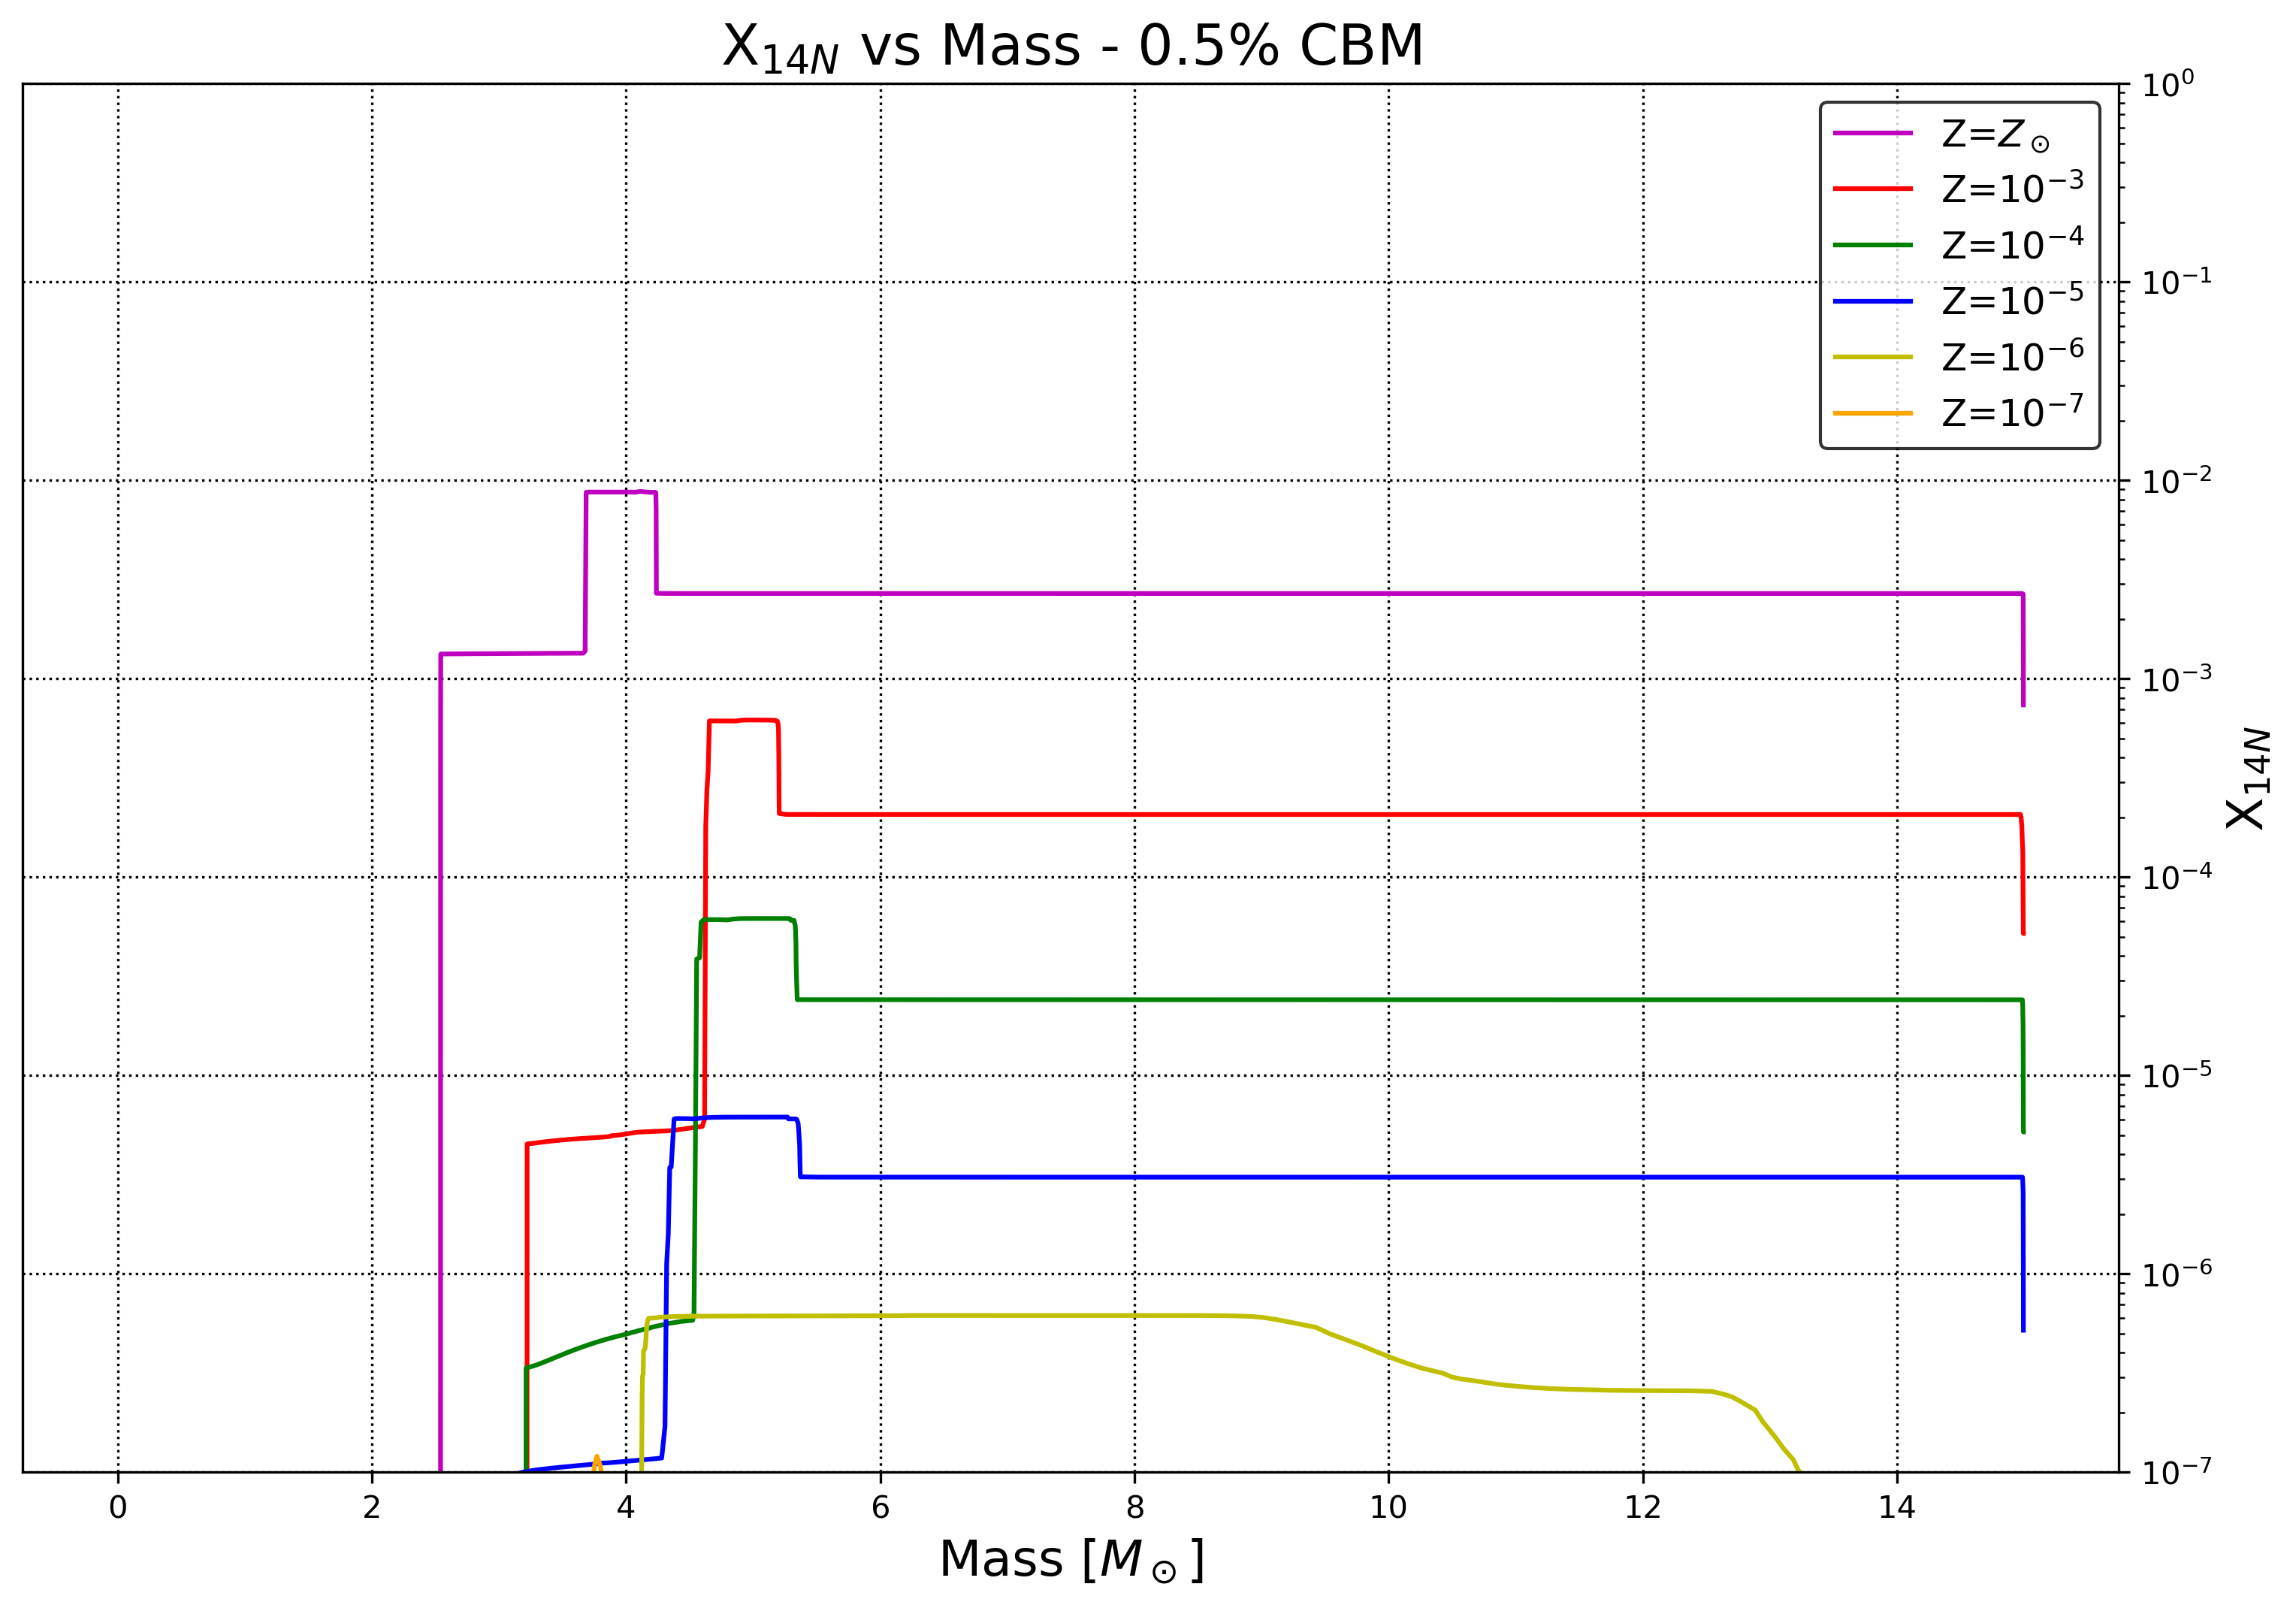 X₁₄N vs Mass - 0.5% CBM
Z=Z⊙
Z=10⁻³
Z=10⁻⁴
Z=10⁻⁵
Z=10⁻⁶
Z=10⁻⁷
10⁰
10⁻¹
10⁻²
10⁻³
10⁻⁴
10⁻⁵
10⁻⁶
10⁻⁷
X₁₄N
0 2 4 6 8 10 12 14
Mass [M⊙]